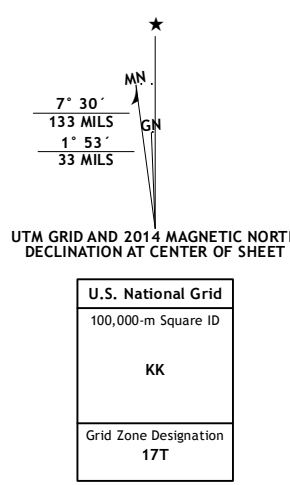 ★
MN
GN
7° 30´
133 MILS
1° 53´
33 MILS
UTM GRID AND 2014 MAGNETIC NORT
DECLINATION AT CENTER OF SHEET
U.S. National Grid
100,000-m Square ID
KK
Grid Zone Designation
17T